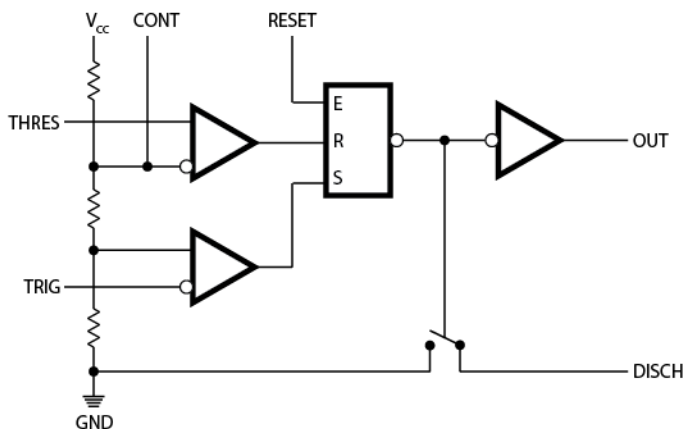 Vcc
CONT
RESET
THRES
E
R
S
OUT
TRIG
DISCH
GND